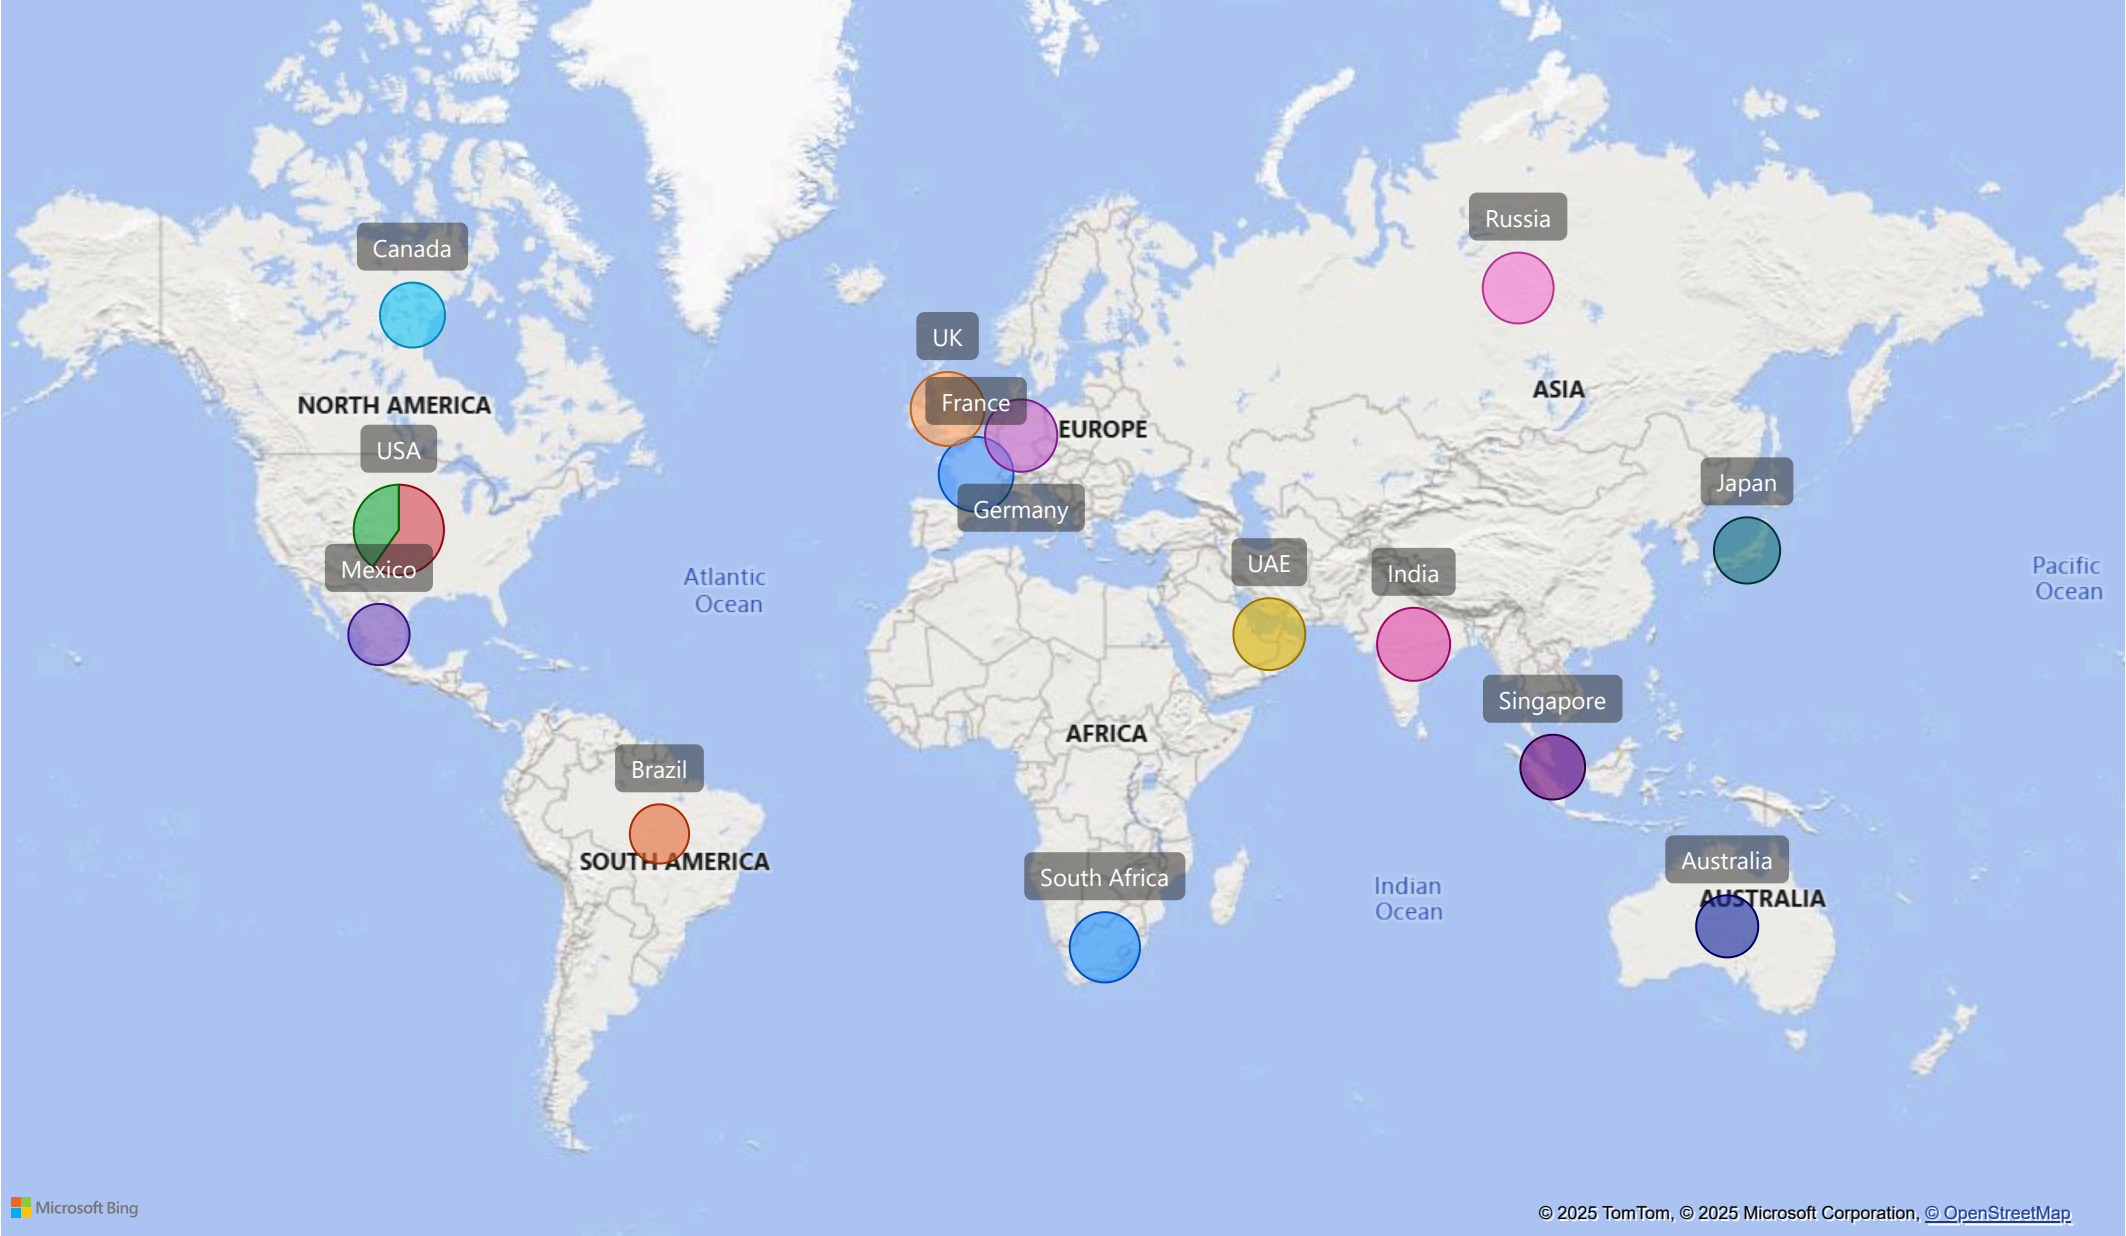 Russia
Canada
UK
ASIA
France
NORTH AMERICA
EUROPE
USA
Japan
Germany
UAE
Mexico
India
Atlantic
Ocean
Pacific
Ocean
Singapore
AFRICA
Brazil
SOUTH AMERICA
Australia
South Africa
AUSTRALIA
Indian
Ocean
Microsoft Bing
© 2025 TomTom, © 2025 Microsoft Corporation, © OpenStreetMap